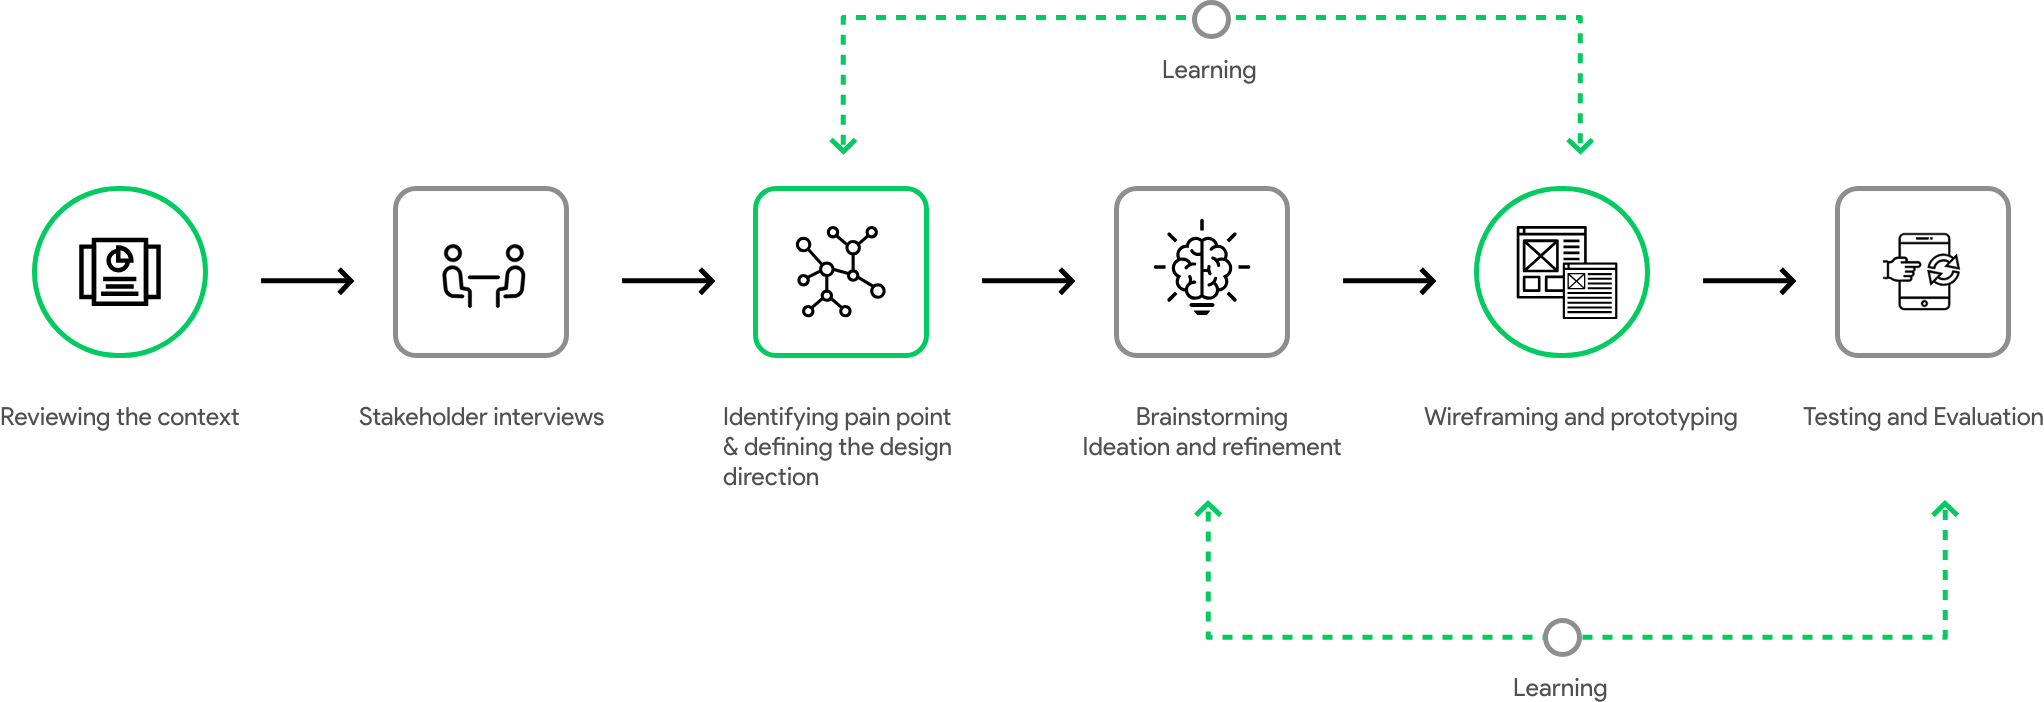 Learning
Reviewing the context
Stakeholder interviews
Identifying pain point
& defining the design
direction
Brainstorming
Ideation and refinement
Wireframing and prototyping
Testing and Evaluation
Learning